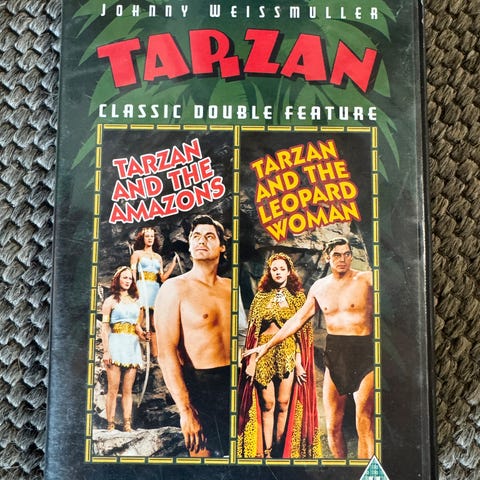 JOHNNY WEISSMULLER
TARZAN
CLASSIC DOUBLE FEATURE
TARZAN
AND THE
AMAZONS
TARZAN
AND THE
LEOPARD
WOMAN